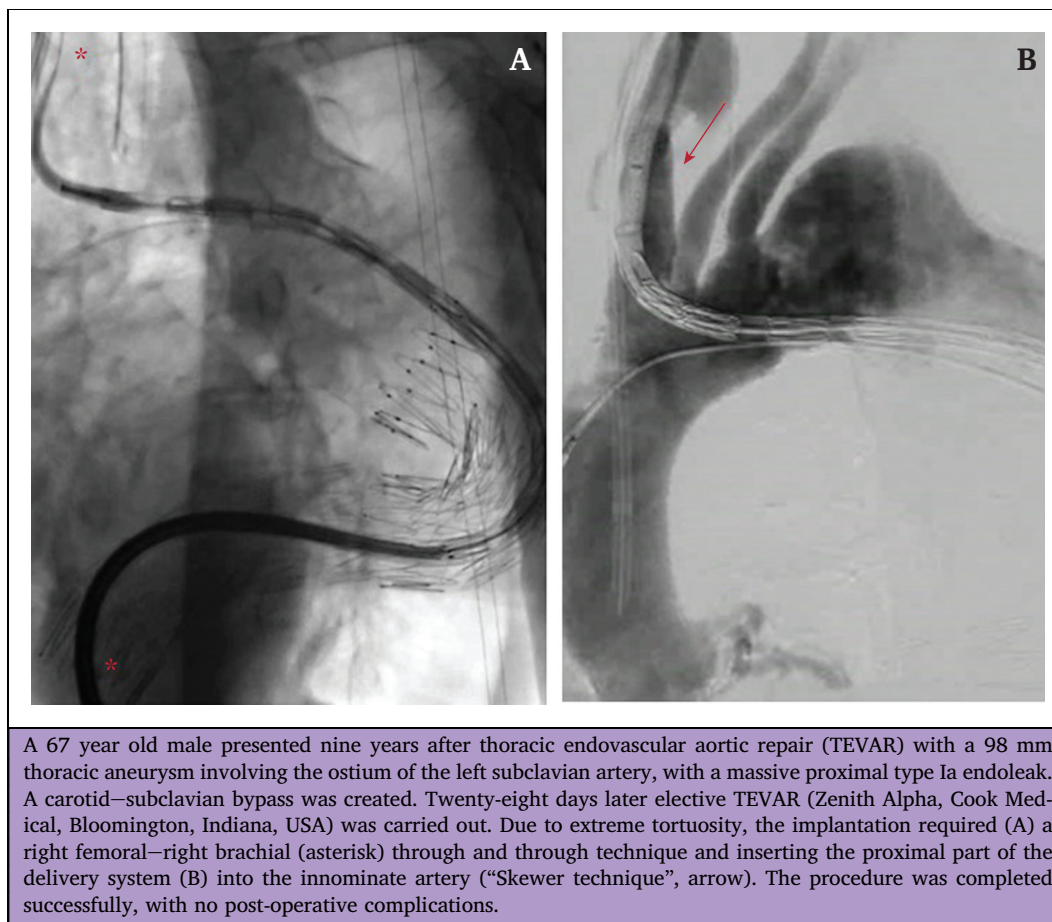 A
B
A 67 year old male presented nine years after thoracic endovascular aortic repair (TEVAR) with a 98 mm
thoracic aneurysm involving the ostium of the left subclavian artery, with a massive proximal type Ia endoleak.
A carotid–subclavian bypass was created. Twenty-eight days later elective TEVAR (Zenith Alpha, Cook Med-
ical, Bloomington, Indiana, USA) was carried out. Due to extreme tortuosity, the implantation required (A) a
right femoral–right brachial (asterisk) through and through technique and inserting the proximal part of the
delivery system (B) into the innominate artery (“Skewer technique”, arrow). The procedure was completed
successfully, with no post-operative complications.